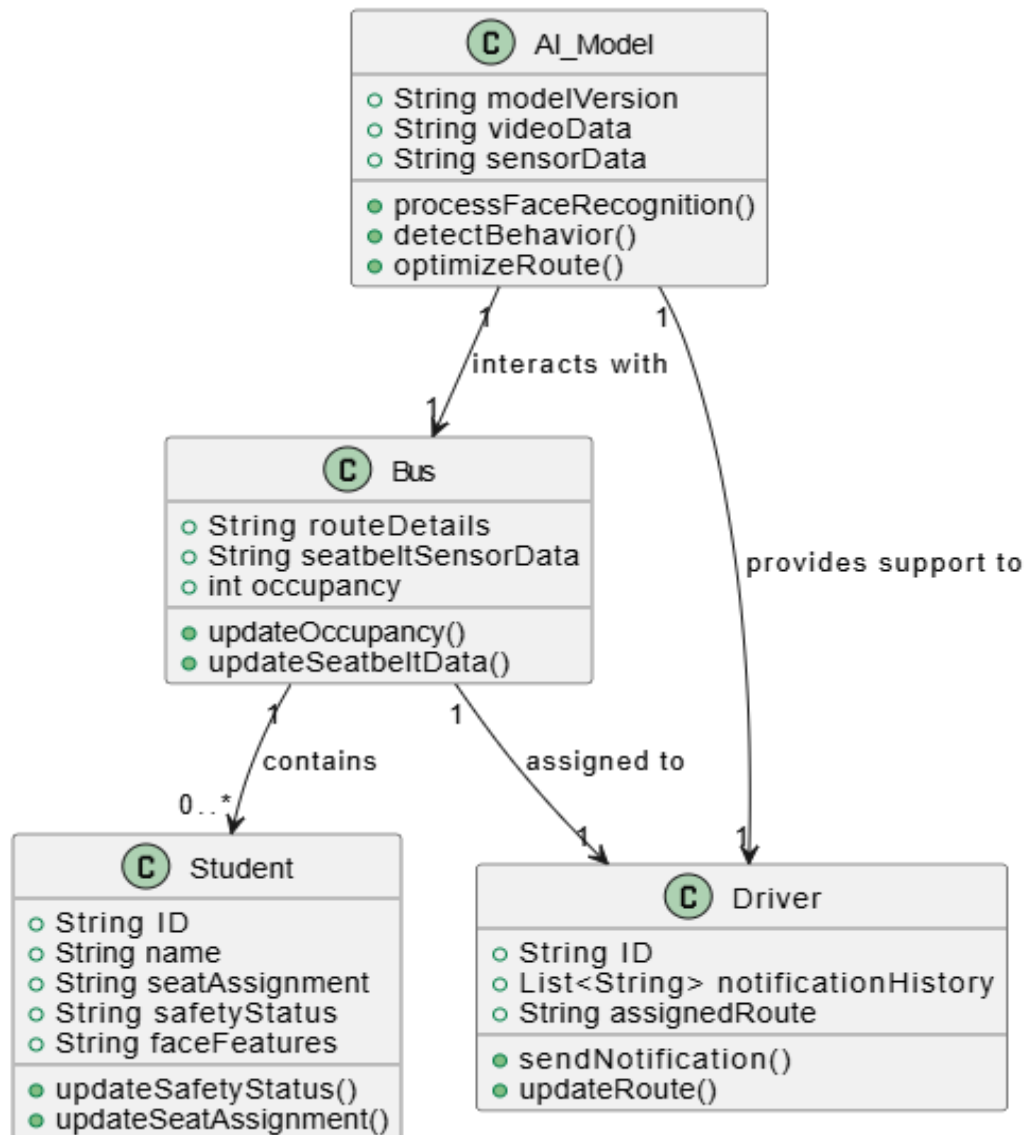 C AI_Model
String modelVersion
String videoData
String sensorData
processFaceRecognition()
detectBehavior()
optimizeRoute()
1
1
interacts with
1
C Bus
String routeDetails
String seatbeltSensorData
int occupancy
updateOccupancy()
updateSeatbeltData()
provides support to
1
1
contains
assigned to
0..*
1
1
C Student
String ID
String name
String seatAssignment
String safetyStatus
String faceFeatures
updateSafetyStatus()
updateSeatAssignment()
C Driver
String ID
List<String> notificationHistory
String assignedRoute
sendNotification()
updateRoute()